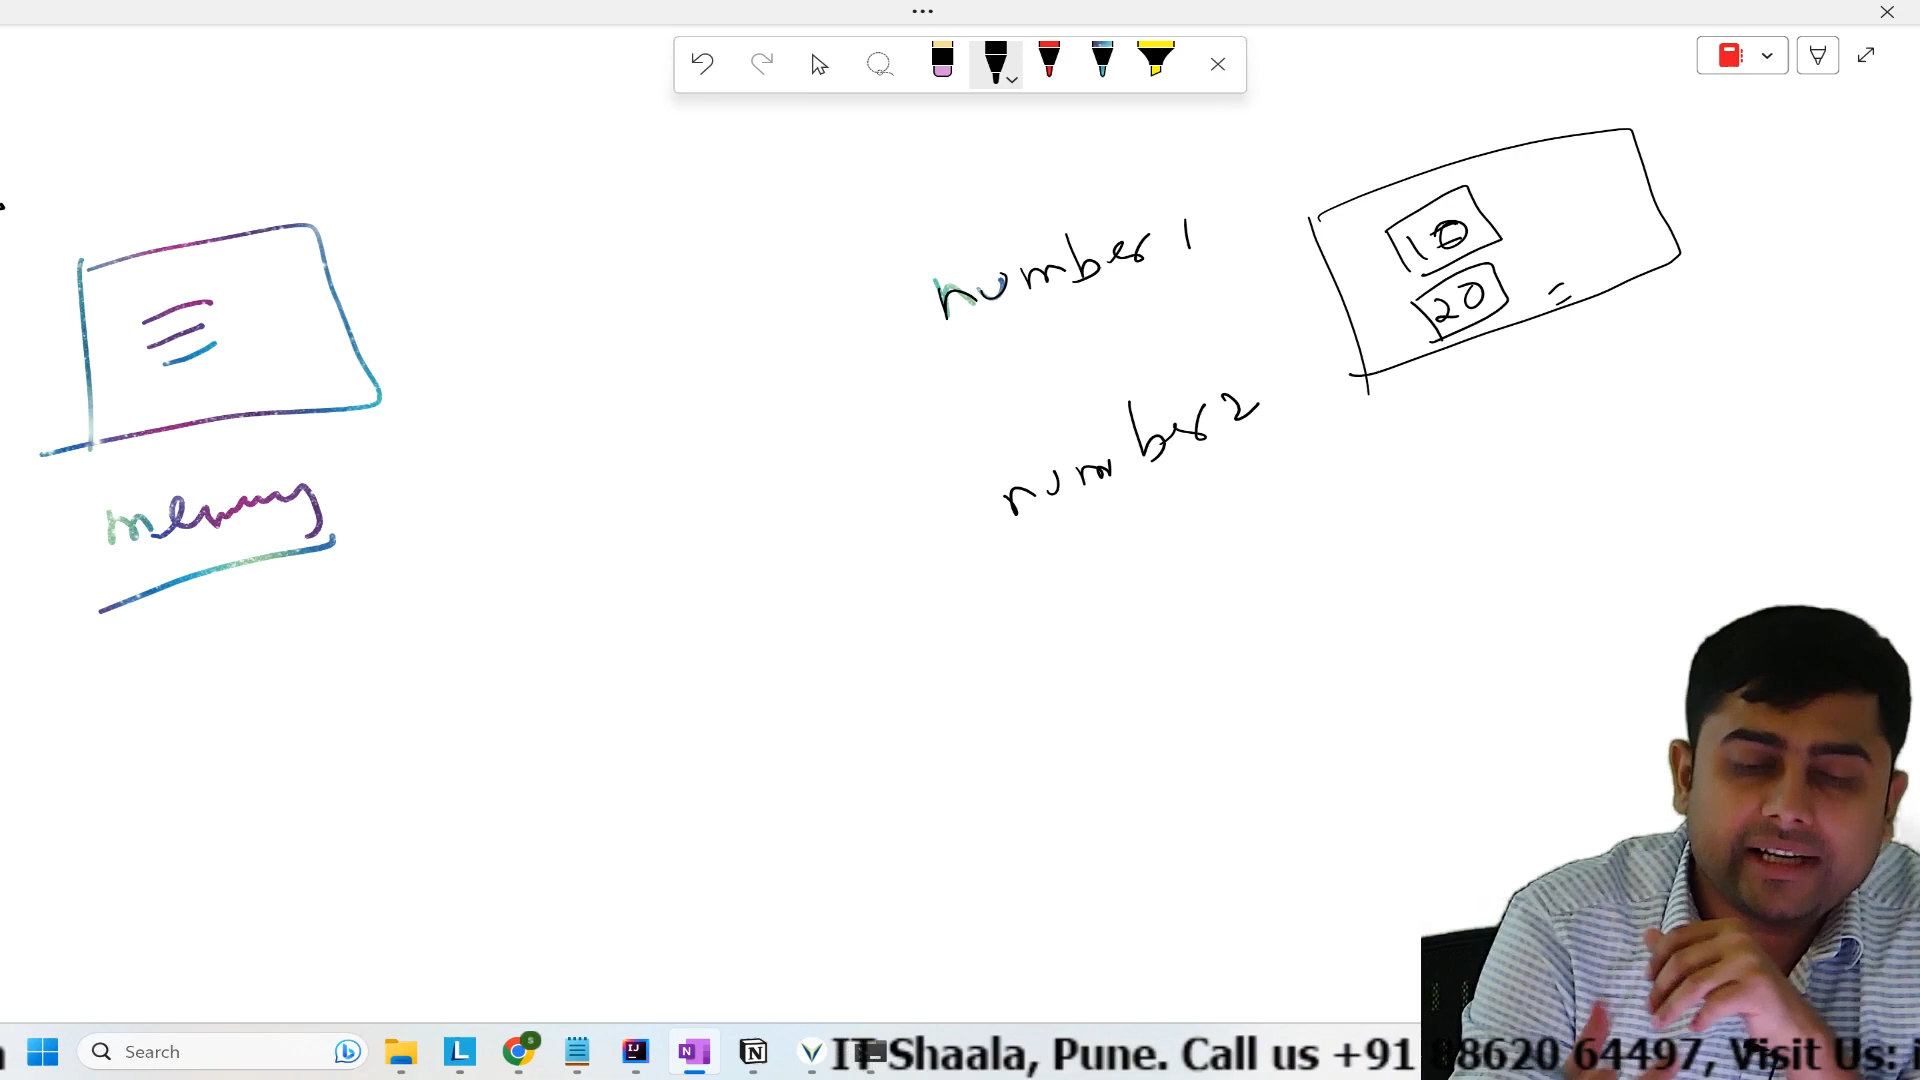 number 1
10
20 =
number 2
memory
Search
IT Shaala, Pune. Call us +91 88620 64497, Visit Us: i